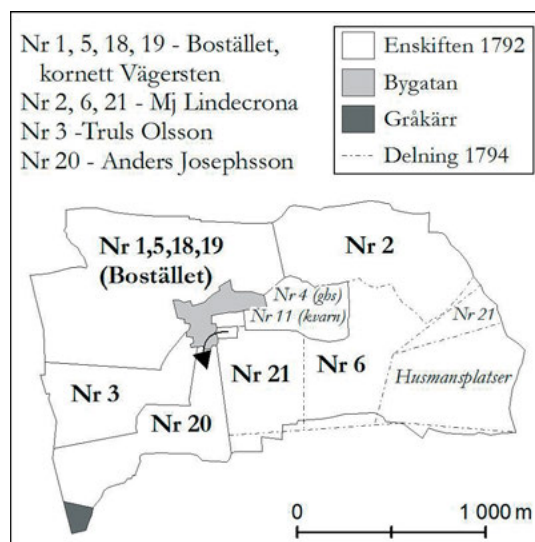 Nr 1, 5, 18, 19 - Bostället,
kornett Vägersten
Nr 2, 6, 21 - Mj Lindecrona
Nr 3 -Truls Olsson
Nr 20 - Anders Josephsson
Enskiften 1792
Bygatan
Gråkärr
Delning 1794
Nr 1,5,18,19
(Bostället)
Nr 2
Nr 4 (gbs)
Nr 11 (kvarn)
Nr 21
Nr 3
Nr 20
Nr 21
Nr 6
Husmansplatser
0
1 000 m